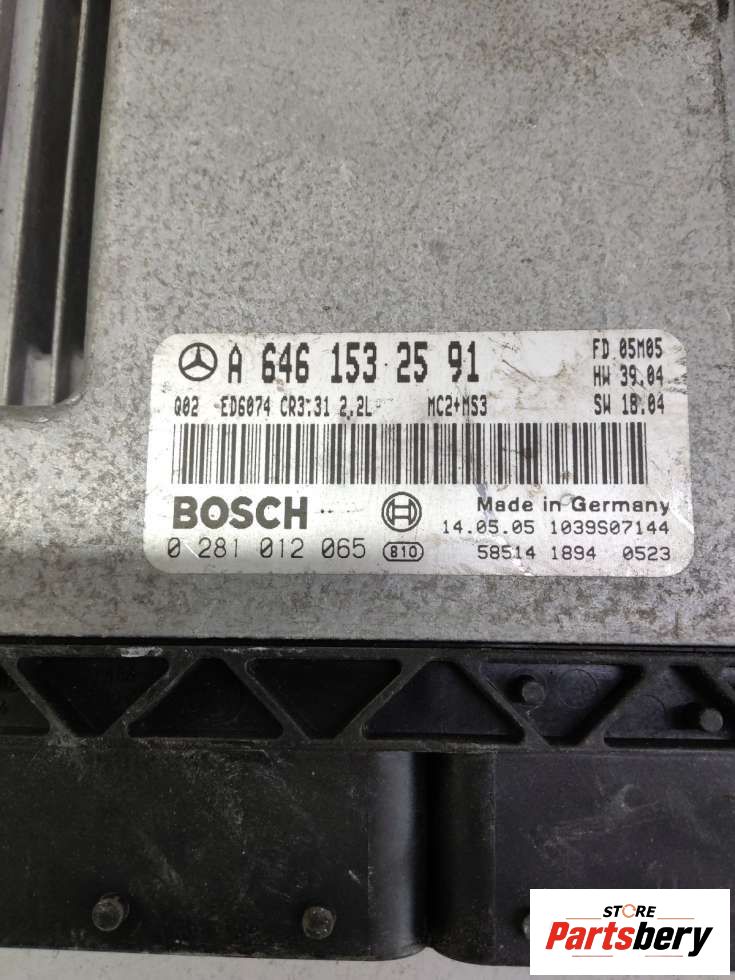 A 646 153 25 91
FD 05M05
HW 39.04
Q02 ED6074 CR3.31 2,2L MC2+MS3
SW 18.04
BOSCH
Made in Germany
14.05.05 1039S07144
0 281 012 065 810
58514 1894 0523
STORE
Partsbery